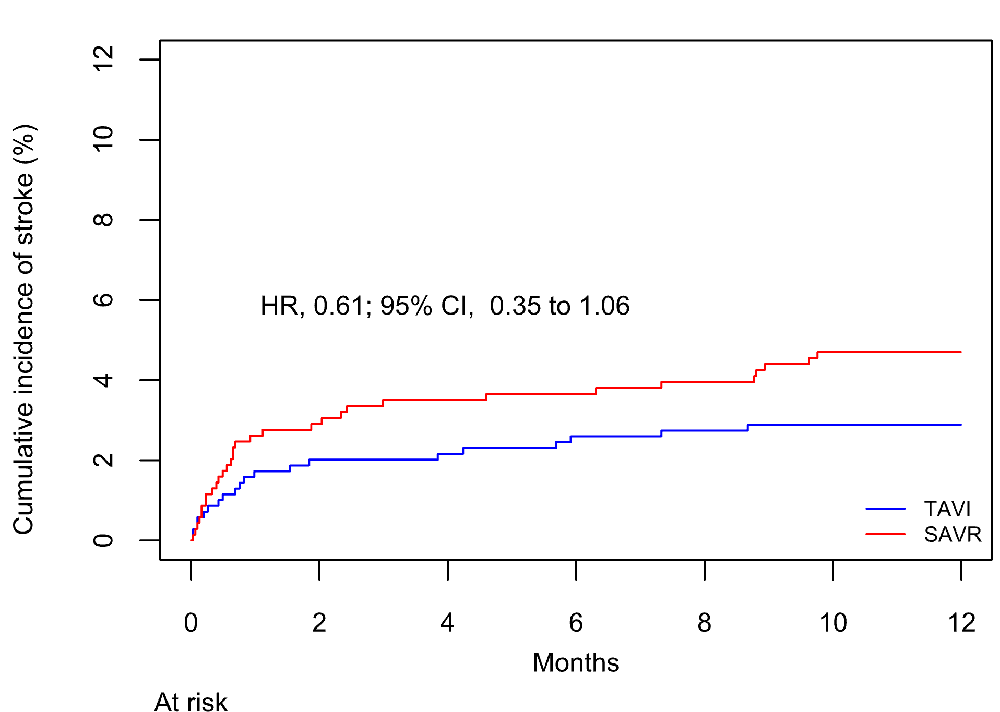 Cumulative incidence of stroke (%)
12
10
8
6
4
2
0
HR, 0.61; 95% CI,  0.35 to 1.06
TAVI
SAVR
0 2 4 6 8 10 12
Months
At risk